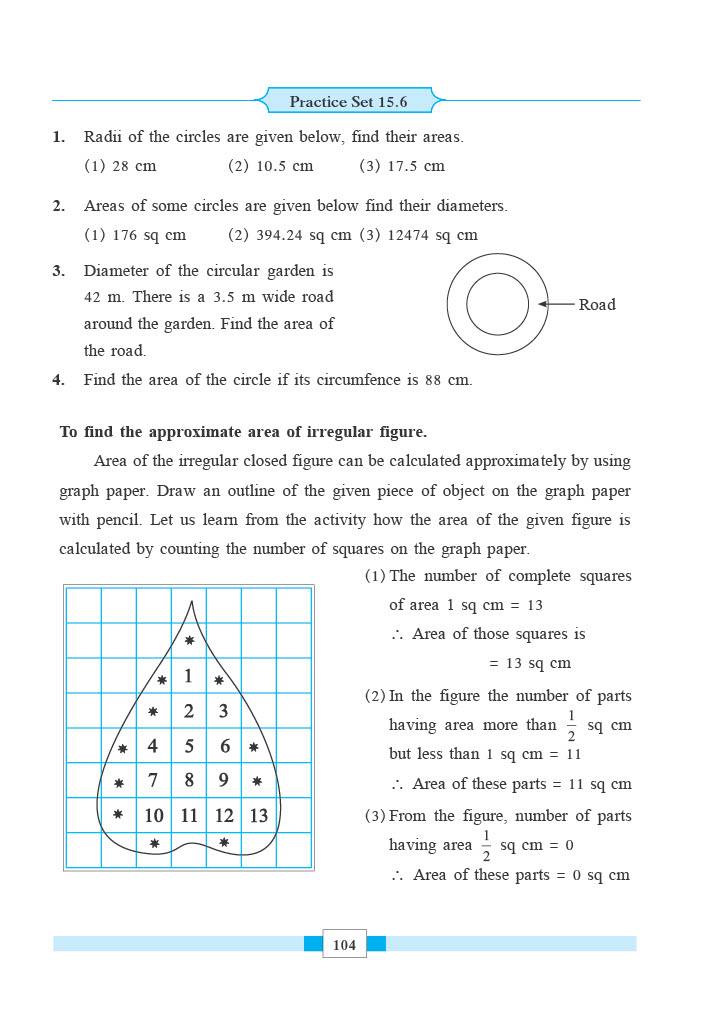 Practice Set 15.6
1. Radii of the circles are given below, find their areas.
(1) 28 cm (2) 10.5 cm (3) 17.5 cm
2. Areas of some circles are given below find their diameters.
(1) 176 sq cm (2) 394.24 sq cm (3) 12474 sq cm
3. Diameter of the circular garden is
42 m. There is a 3.5 m wide road
around the garden. Find the area of
the road.
Road
4. Find the area of the circle if its circumfence is 88 cm.
To find the approximate area of irregular figure.
Area of the irregular closed figure can be calculated approximately by using
graph paper. Draw an outline of the given piece of object on the graph paper
with pencil. Let us learn from the activity how the area of the given figure is
calculated by counting the number of squares on the graph paper.
*
* 1 *
* 2 3
* 4 5 6 *
* 7 8 9 *
* 10 11 12 13
* *
(1) The number of complete squares
of area 1 sq cm = 13
∴ Area of those squares is
= 13 sq cm
(2) In the figure the number of parts
having area more than 1/2 sq cm
but less than 1 sq cm = 11
∴ Area of these parts = 11 sq cm
(3) From the figure, number of parts
having area 1/2 sq cm = 0
∴ Area of these parts = 0 sq cm
104